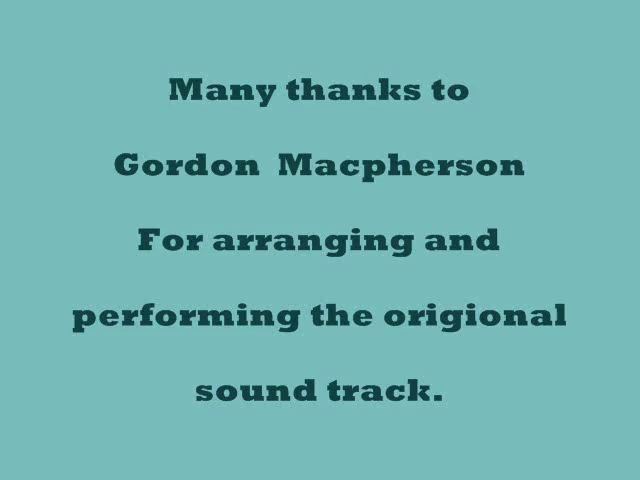 Many thanks to
Gordon Macpherson
For arranging and
performing the origional
sound track.